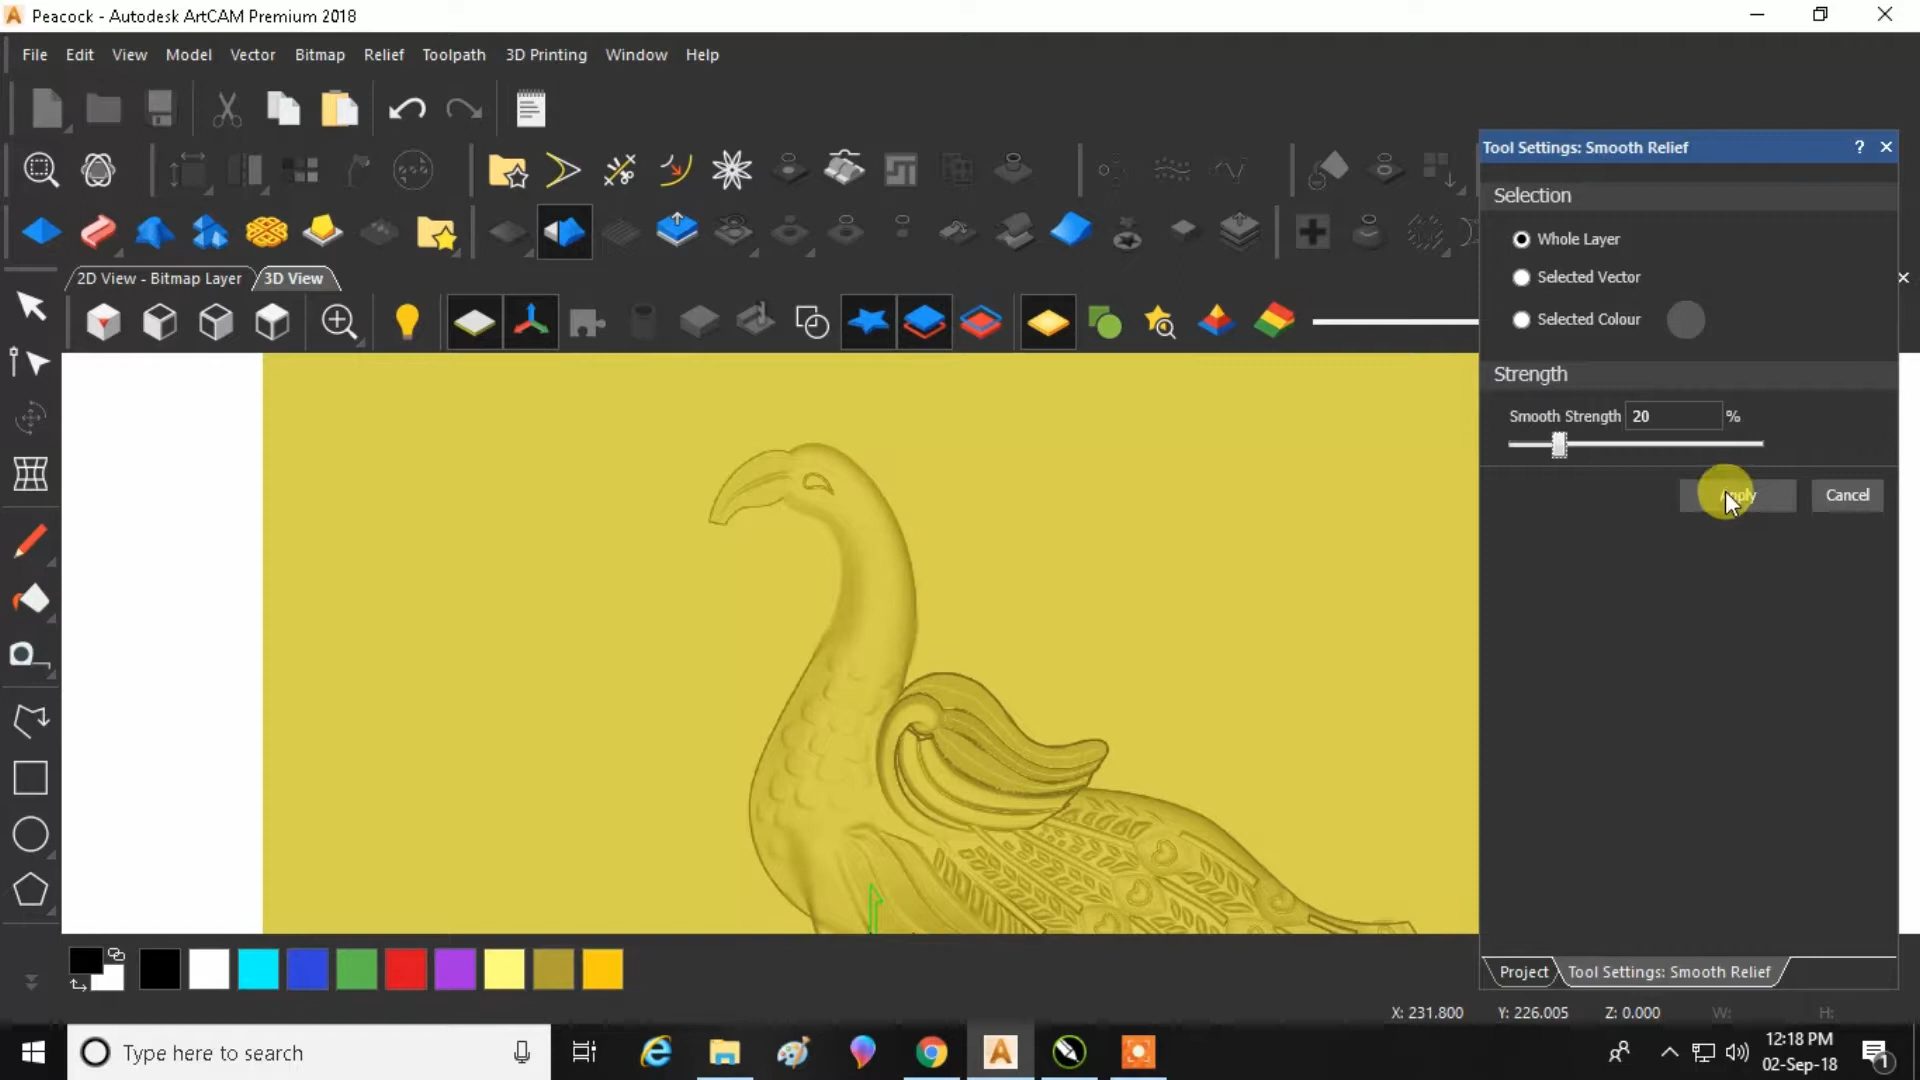 Peacock - Autodesk ArtCAM Premium 2018
File Edit View Model Vector Bitmap Relief Toolpath 3D Printing Window Help
Tool Settings: Smooth Relief ?
Selection
Whole Layer
Selected Vector
Selected Colour
Strength
Smooth Strength 20 %
Apply Cancel
2D View - Bitmap Layer 3D View
Project Tool Settings: Smooth Relief
X: 231.800 Y: 226.005 Z: 0.000 W: H:
Type here to search
12:18 PM
02-Sep-18
1